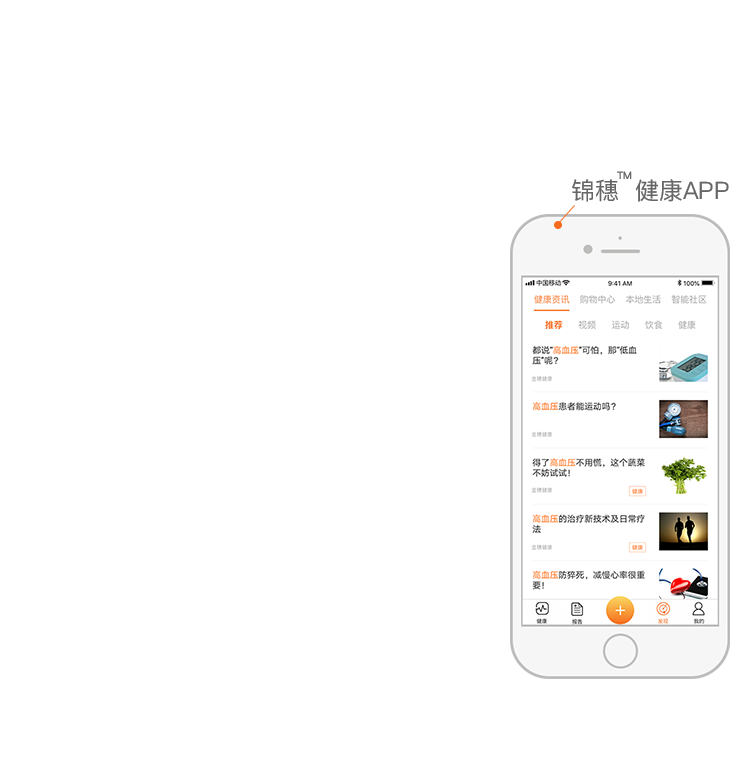 锦穗™健康APP
中国移动 9:41 AM 100%
健康资讯 购物中心 本地生活 智能社区
推荐 视频 运动 饮食 健康
都说"高血压"可怕，那"低血
压"呢？
金穗健康
高血压患者能运动吗？
金穗健康
得了高血压不用慌，这个蔬菜
不妨试试！
金穗健康 健康
高血压的治疗新技术及日常疗
法
金穗健康 健康
高血压防猝死，减慢心率很重
要！
健康 报告 发现 我的